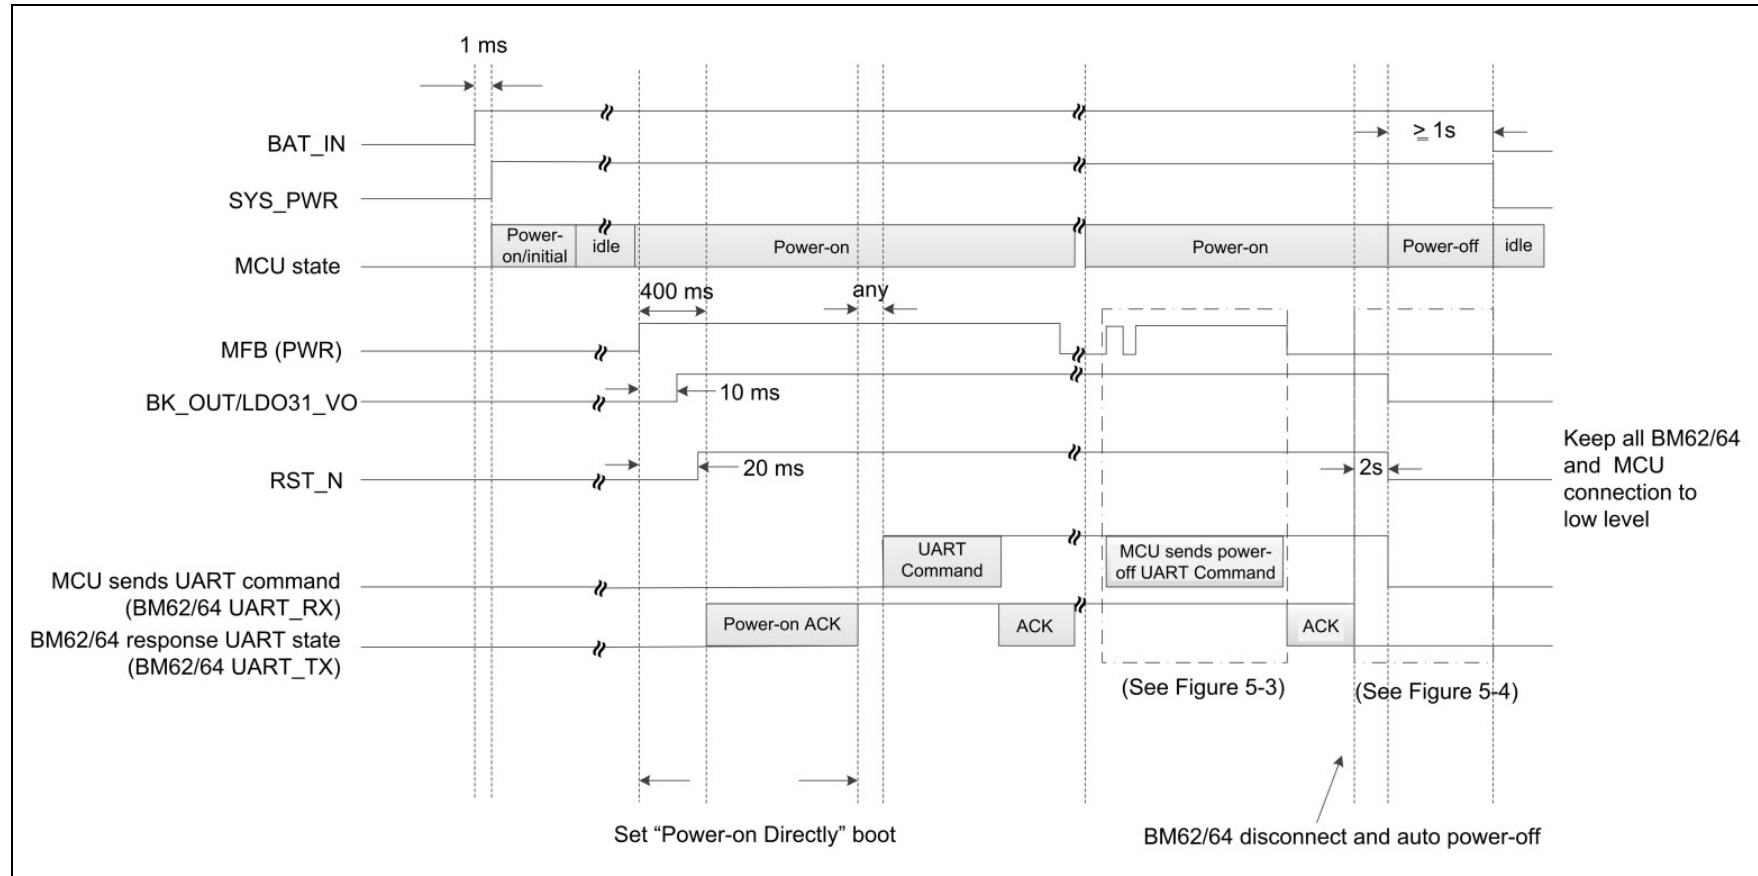 1 ms
BAT_IN
≥ 1s
SYS_PWR
Power-
on/initial
idle
Power-on
Power-on
Power-off
idle
MCU state
400 ms
any
MFB (PWR)
10 ms
BK_OUT/LDO31_VO
Keep all BM62/64
and MCU
connection to
low level
20 ms
2s
RST_N
UART
Command
MCU sends power-
off UART Command
MCU sends UART command
(BM62/64 UART_RX)
Power-on ACK
ACK
ACK
BM62/64 response UART state
(BM62/64 UART_TX)
(See Figure 5-3)
(See Figure 5-4)
Set “Power-on Directly” boot
BM62/64 disconnect and auto power-off